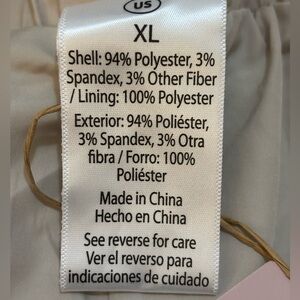 US
XL
Shell: 94% Polyester, 3%
Spandex, 3% Other Fiber
/ Lining: 100% Polyester
Exterior: 94% Poliéster,
3% Spandex, 3% Otra
fibra / Forro: 100%
Poliéster
Made in China
Hecho en China
See reverse for care
Ver el reverso para
indicaciones de cuidado